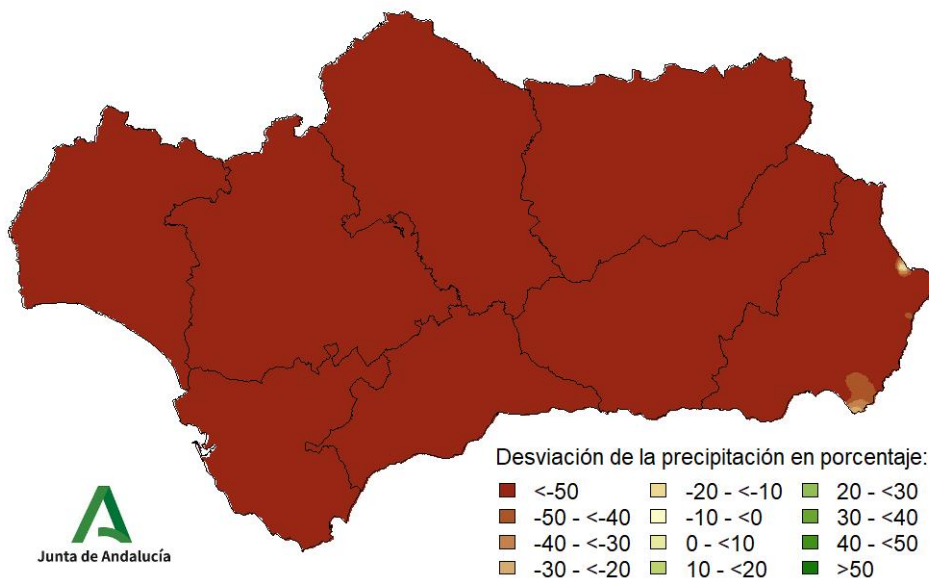 Desviación de la precipitación en porcentaje:
<-50
-50 - <-40
-40 - <-30
-30 - <-20
-20 - <-10
-10 - <0
0 - <10
10 - <20
20 - <30
30 - <40
40 - <50
>50
Junta de Andalucía